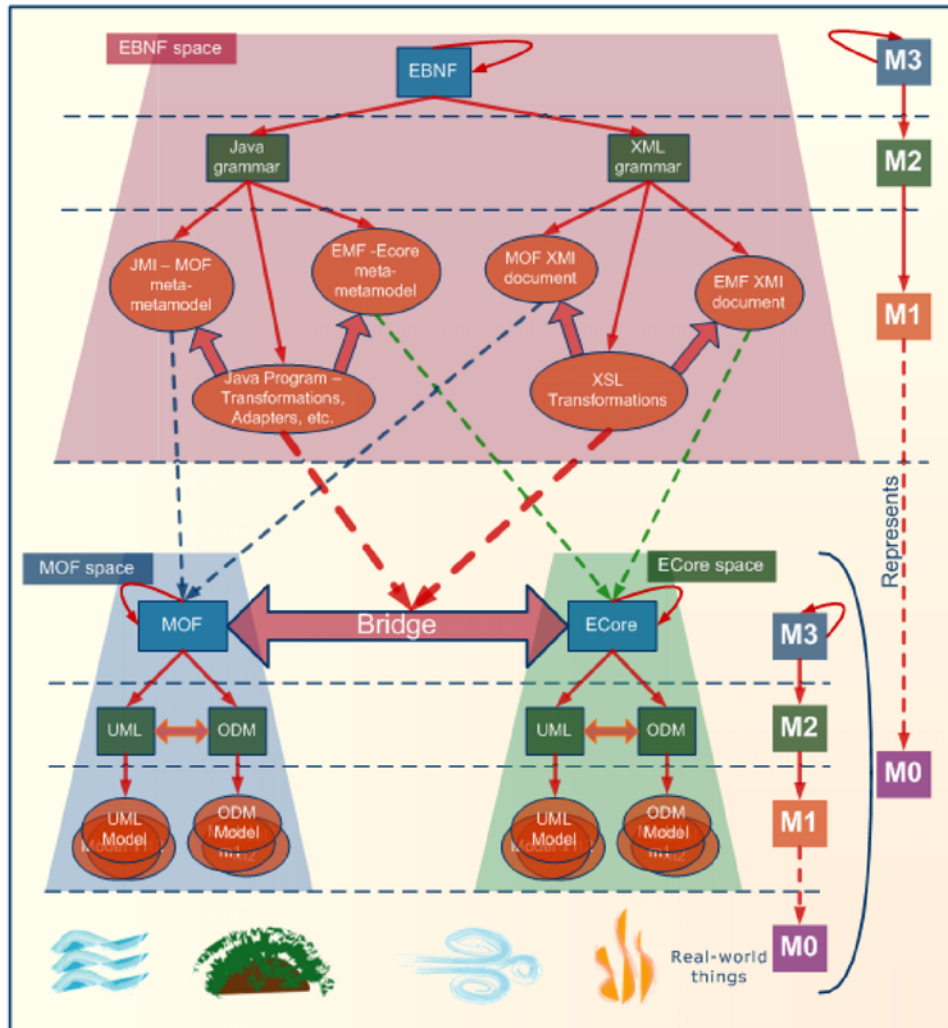 EBNF space
EBNF
M3
Java
grammar
XML
grammar
M2
JMI – MOF
meta-
metamodel
EMF -Ecore
meta-
metamodel
MOF XMI
document
EMF XMI
document
M1
Java Program –
Transformations,
Adapters, etc.
XSL
Transformations
Represents
MOF space
ECore space
MOF
Bridge
ECore
M3
UML
ODM
UML
ODM
M2
M0
UML
Model
ODM
Model
m1
UML
Model
ODM
Model
m1
M1
M0
Real-world
things